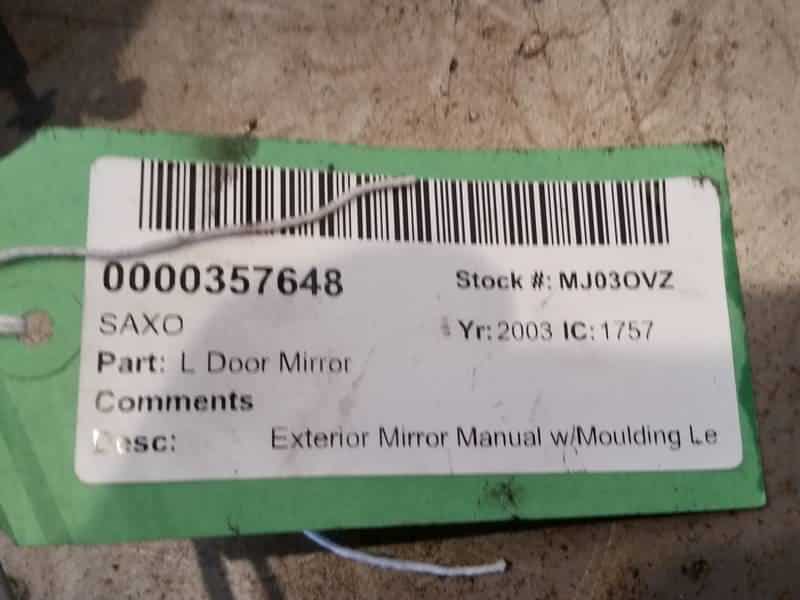 0000357648 Stock #: MJ03OVZ
SAXO Yr: 2003 IC: 1757
Part: L Door Mirror
Comments
Desc: Exterior Mirror Manual w/Moulding Le